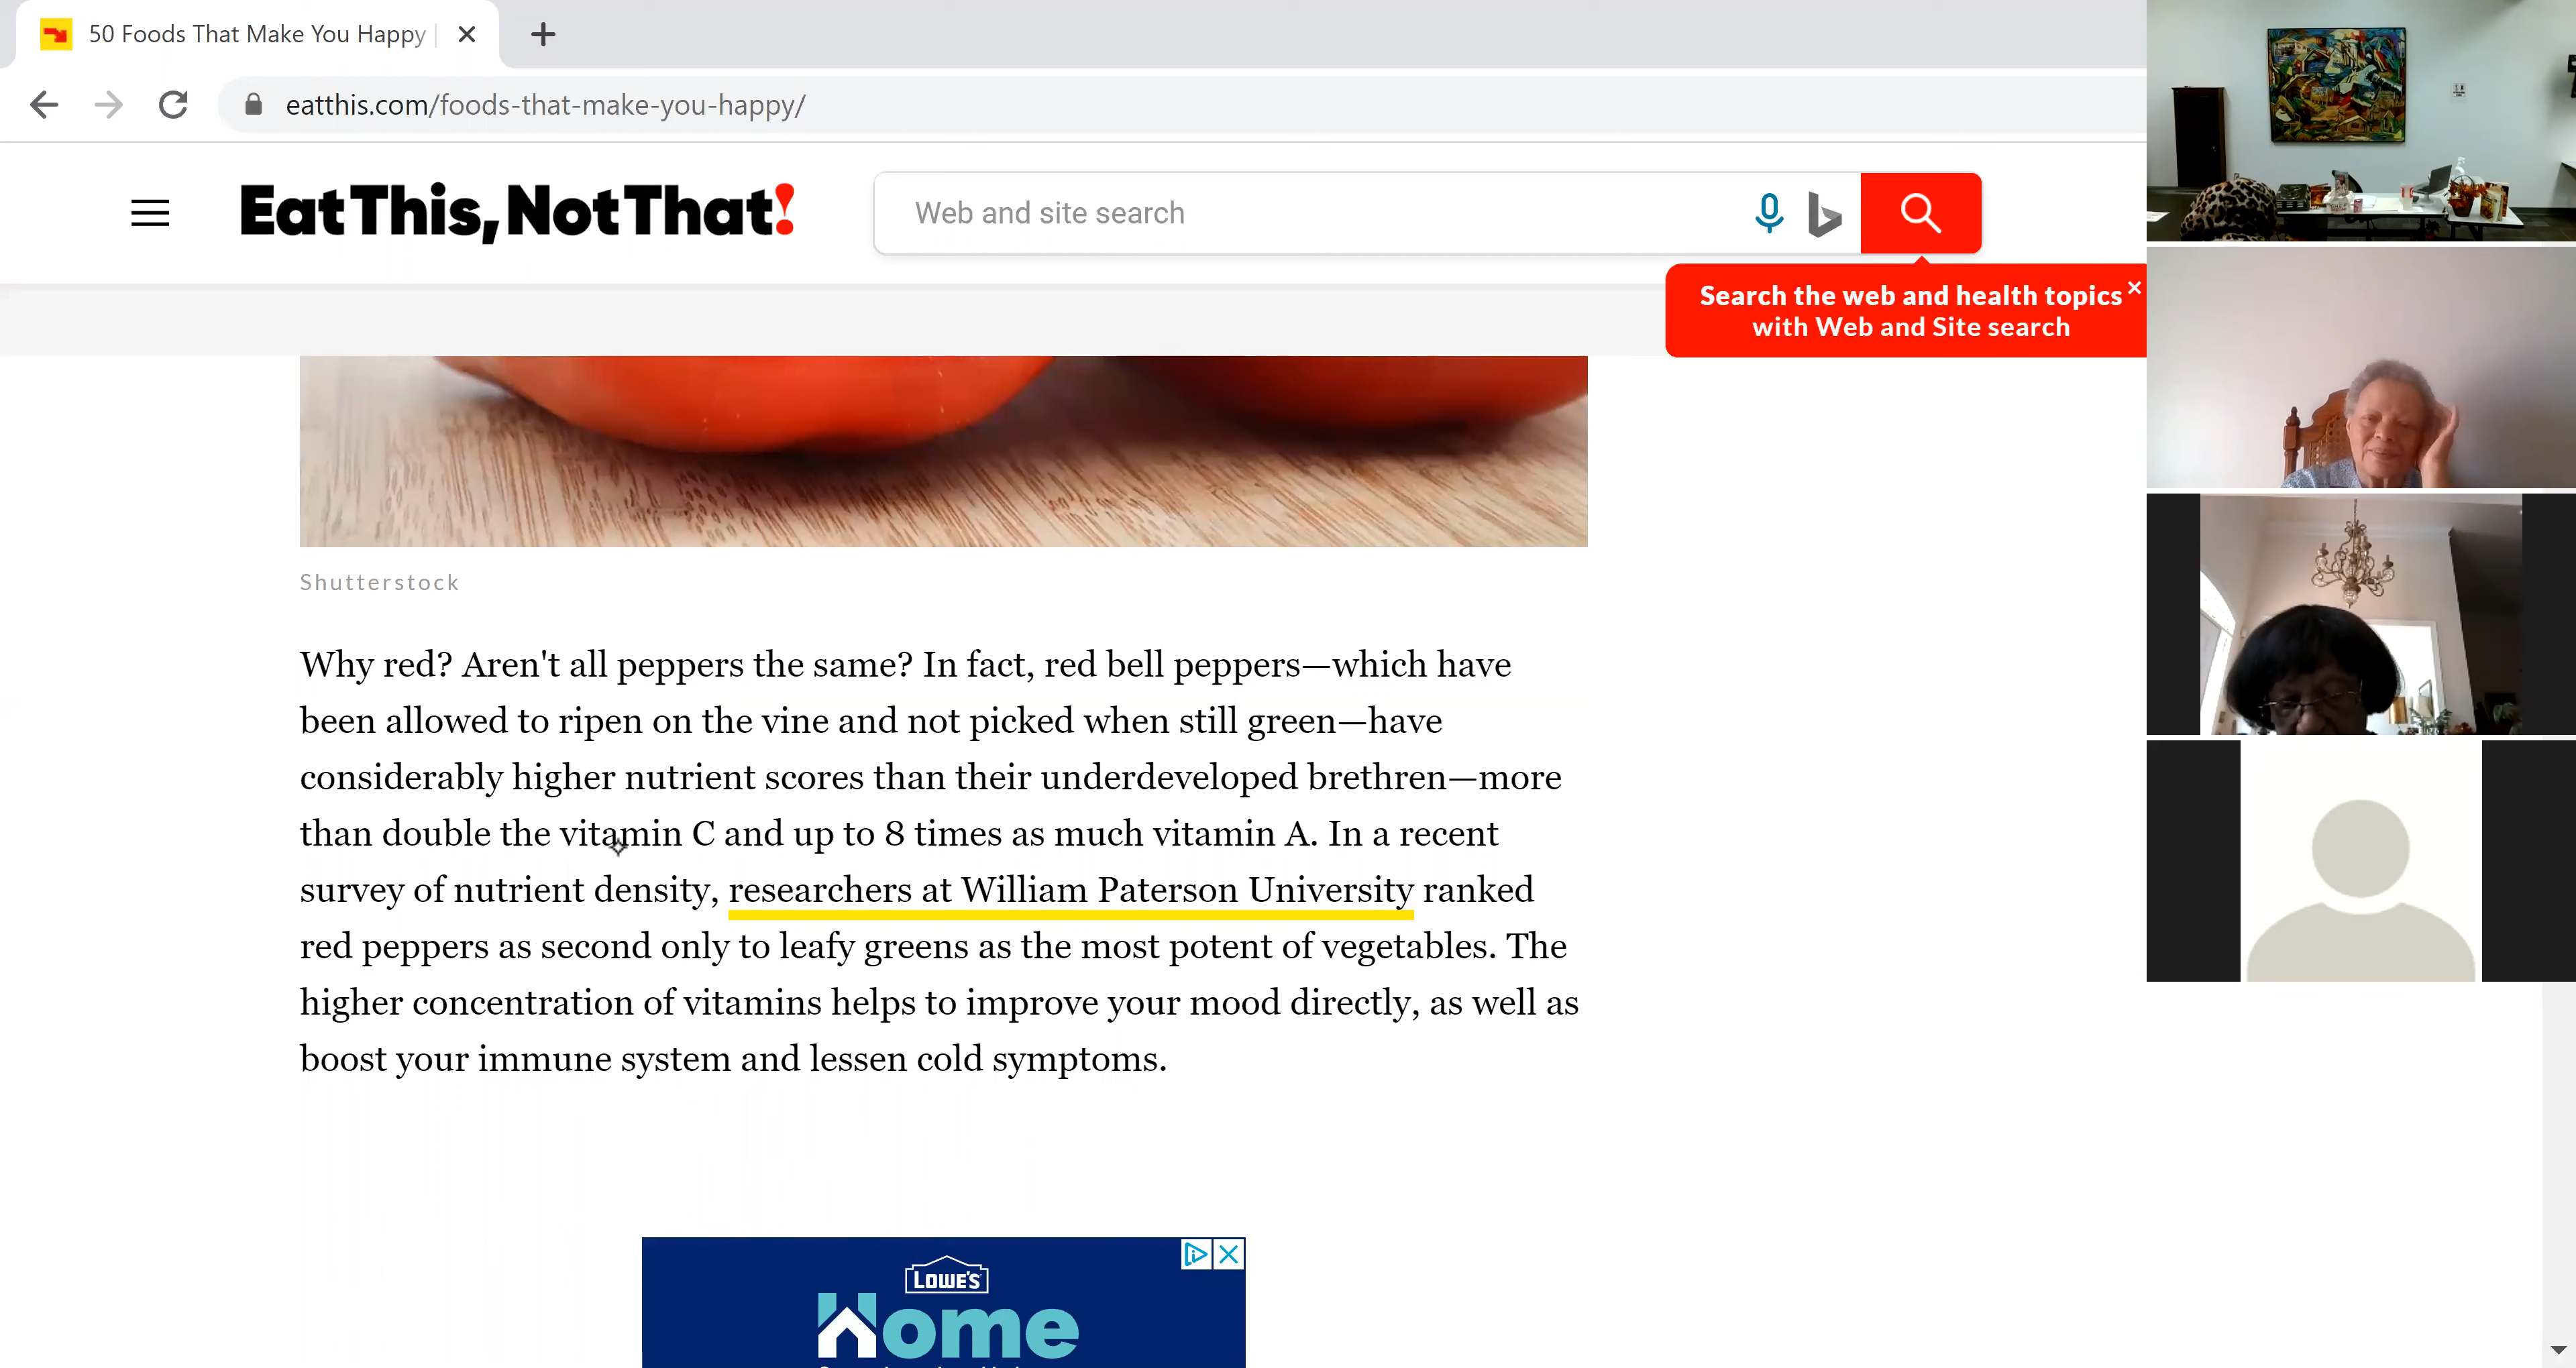 50 Foods That Make You Happy |
eatthis.com/foods-that-make-you-happy/
Eat This, Not That!
Web and site search
Search the web and health topics
with Web and Site search
Shutterstock
Why red? Aren't all peppers the same? In fact, red bell peppers—which have
been allowed to ripen on the vine and not picked when still green—have
considerably higher nutrient scores than their underdeveloped brethren—more
than double the vitamin C and up to 8 times as much vitamin A. In a recent
survey of nutrient density, researchers at William Paterson University ranked
red peppers as second only to leafy greens as the most potent of vegetables. The
higher concentration of vitamins helps to improve your mood directly, as well as
boost your immune system and lessen cold symptoms.
LOWE'S
Home